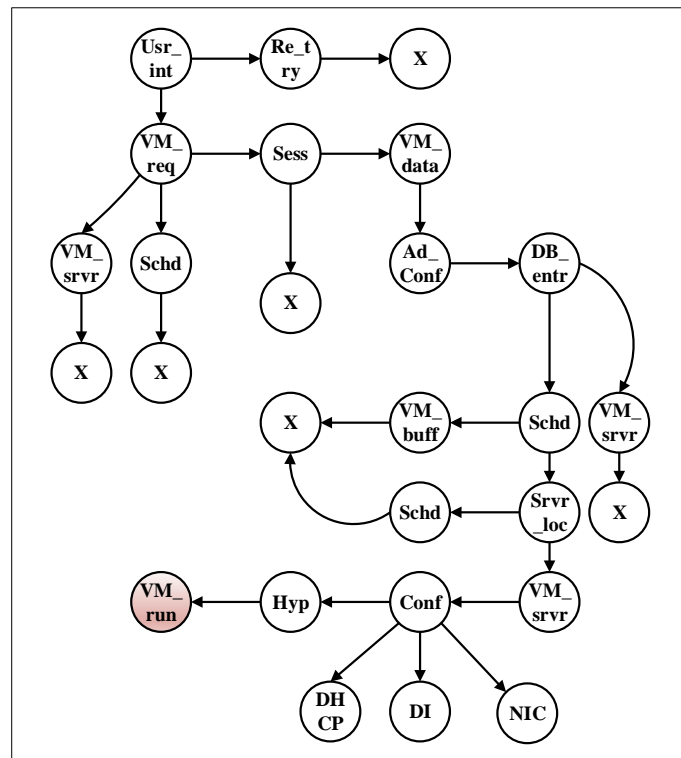 Usr_
int
Re_t
ry
X
VM_
req
Sess
VM_
data
VM_
srvr
Schd
X
Ad_
Conf
DB_
entr
X
X
X
VM_
buff
Schd
VM_
srvr
Schd
Srvr
_loc
X
VM_
run
Hyp
Conf
VM_
srvr
DH
CP
DI
NIC